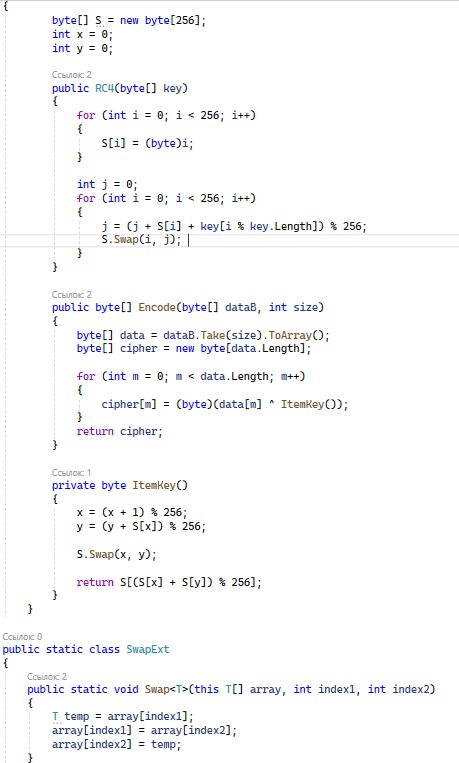 {
byte[] S = new byte[256];
int x = 0;
int y = 0;
Ссылок: 2
public RC4(byte[] key)
{
for (int i = 0; i < 256; i++)
{
S[i] = (byte)i;
}
int j = 0;
for (int i = 0; i < 256; i++)
{
j = (j + S[i] + key[i % key.Length]) % 256;
S.Swap(i, j);
}
}
Ссылок: 2
public byte[] Encode(byte[] dataB, int size)
{
byte[] data = dataB.Take(size).ToArray();
byte[] cipher = new byte[data.Length];
for (int m = 0; m < data.Length; m++)
{
cipher[m] = (byte)(data[m] ^ ItemKey());
}
return cipher;
}
Ссылок: 1
private byte ItemKey()
{
x = (x + 1) % 256;
y = (y + S[x]) % 256;
S.Swap(x, y);
return S[(S[x] + S[y]) % 256];
}
}
Ссылок: 0
public static class SwapExt
{
Ссылок: 2
public static void Swap<T>(this T[] array, int index1, int index2)
{
T temp = array[index1];
array[index1] = array[index2];
array[index2] = temp;
}